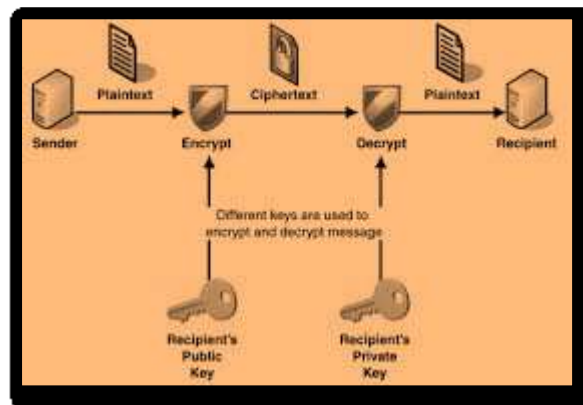 Plaintext
Ciphertext
Plaintext
Sender
Encrypt
Decrypt
Recipient
Different keys are used to
encrypt and decrypt message
Recipient's
Public
Key
Recipient's
Private
Key